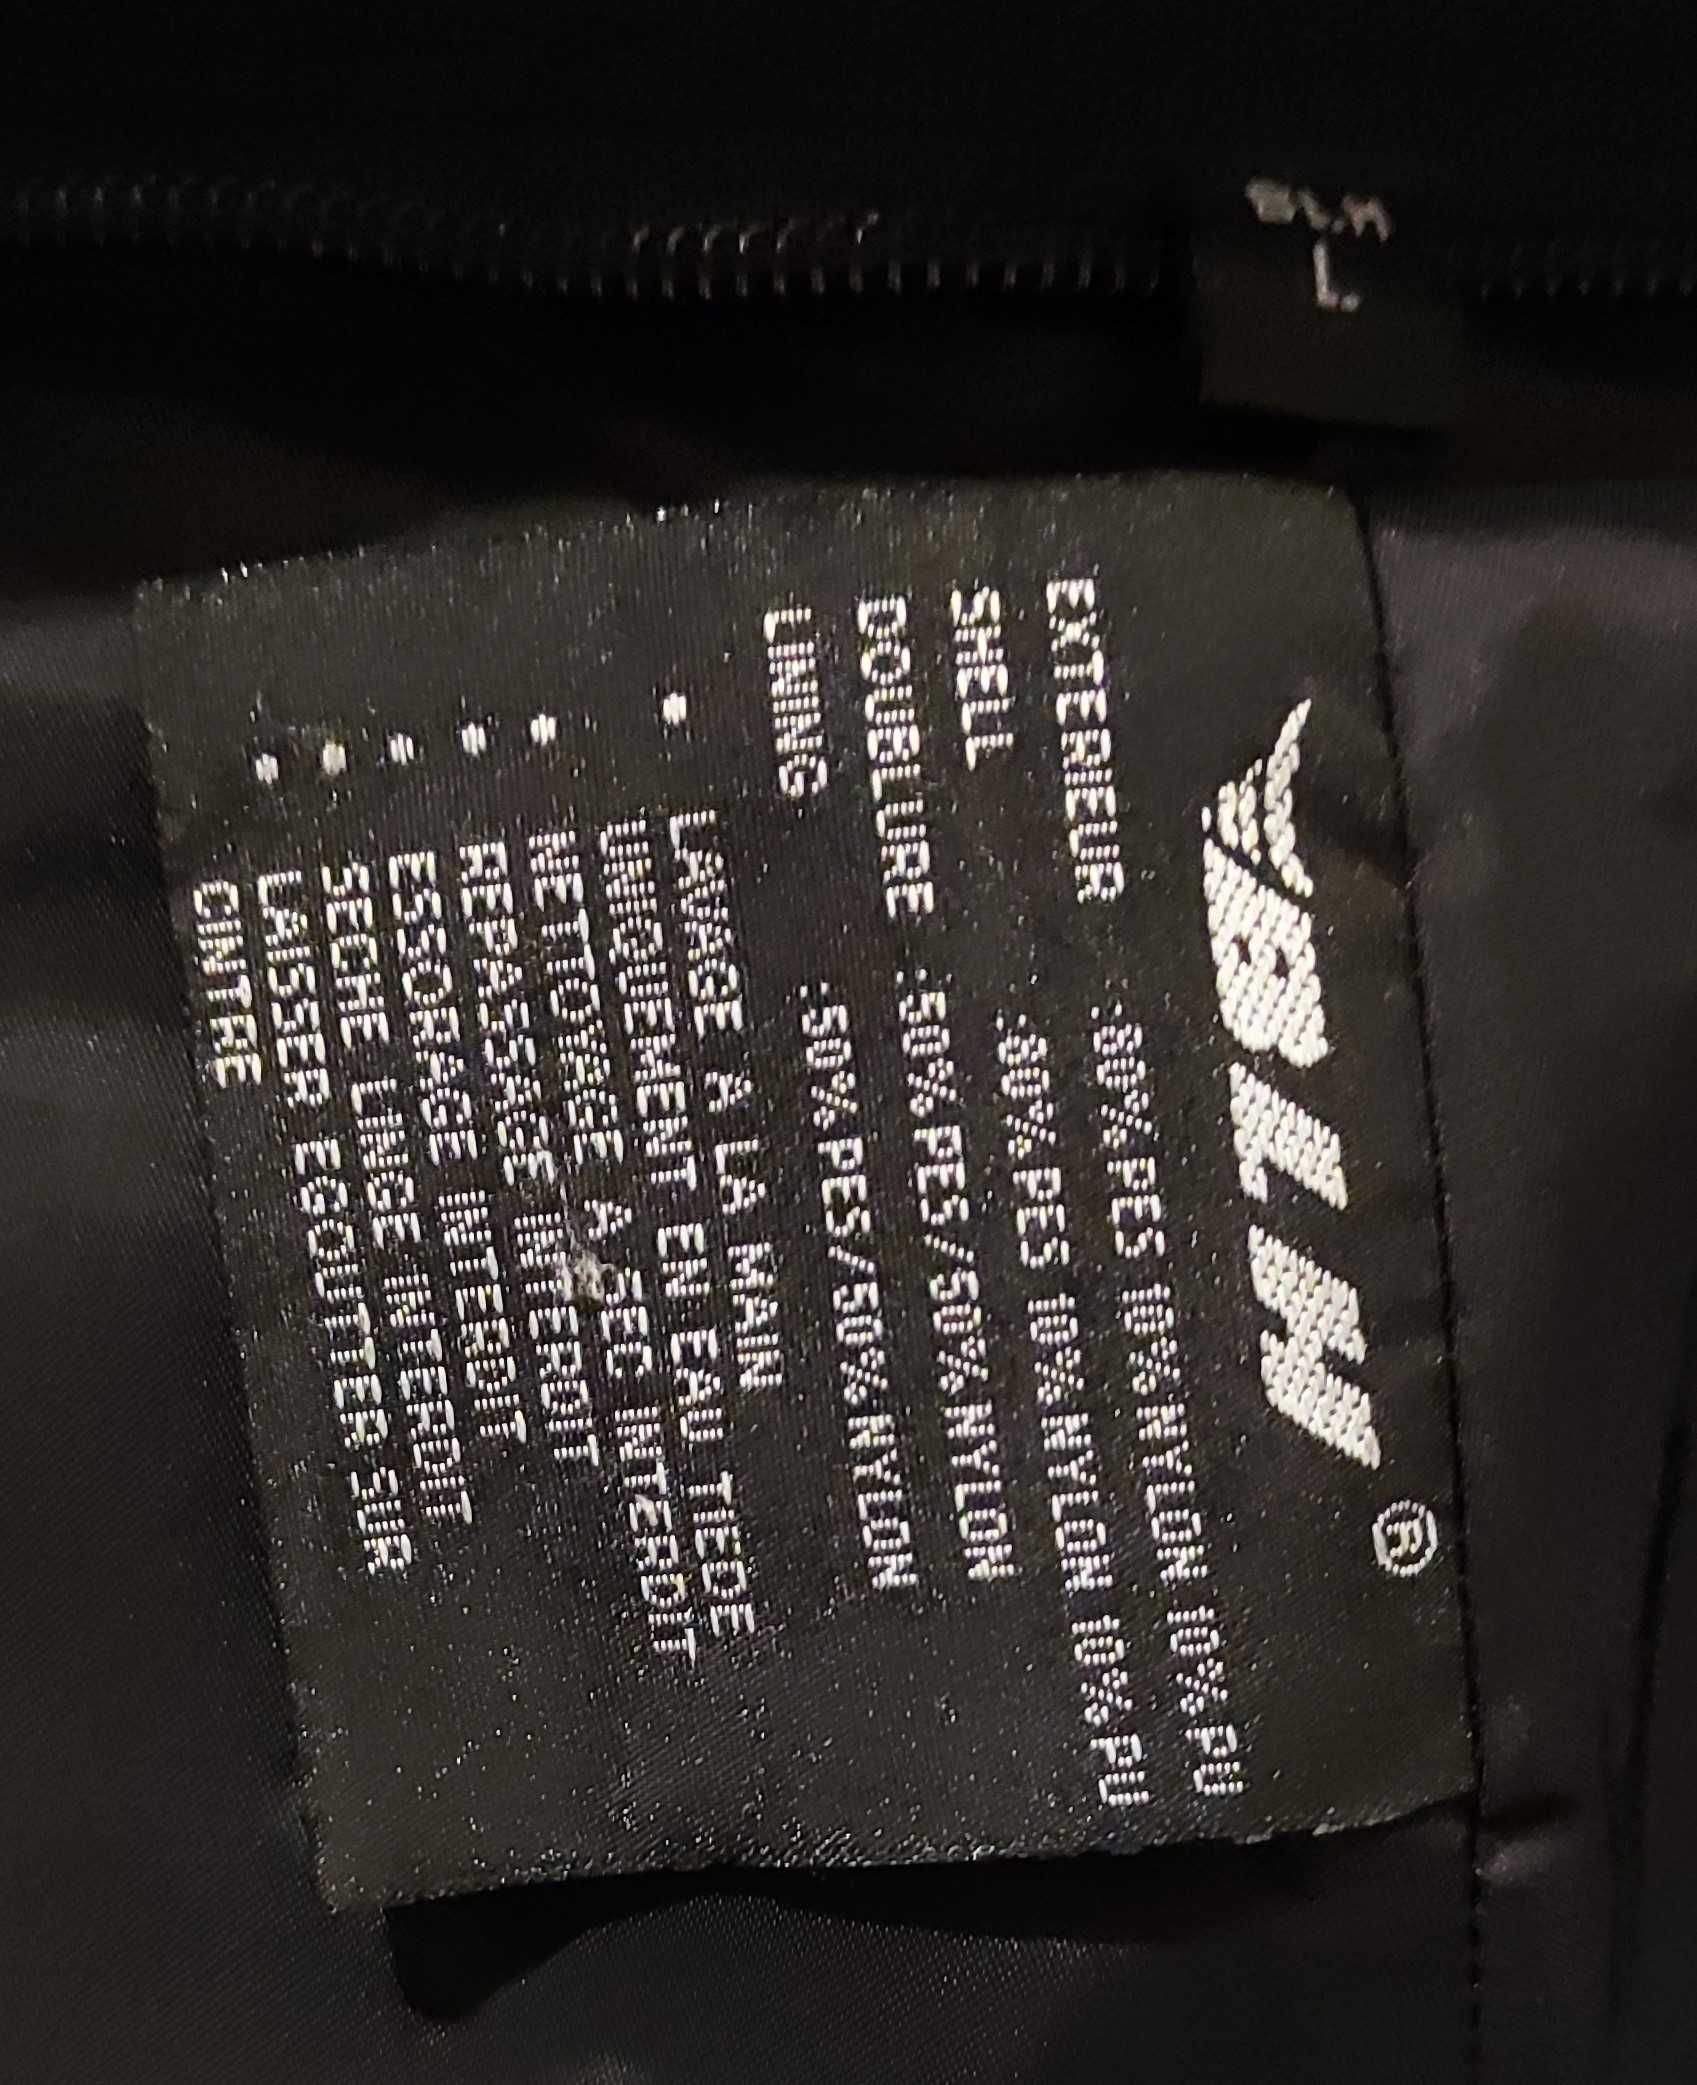 BLH®
EXTERIEUR :80%PES 10%NYLON 10%PU
SHELL :80%PES 10%NYLON 10%PU
DOUBLURE :50%PES/50%NYLON
LINING :50%PES/50%NYLON
• LAVAGE A LA MAIN
UNIQUEMENT EN EAU TIEDE
• NETTOYAGE A SEC INTERDIT
• REPASSAGE INTERDIT
• ESSORAGE INTERDIT
• SECHE LINGE INTERDIT
• LAISSER EGOUTTER SUR
CINTRE
BLH
L